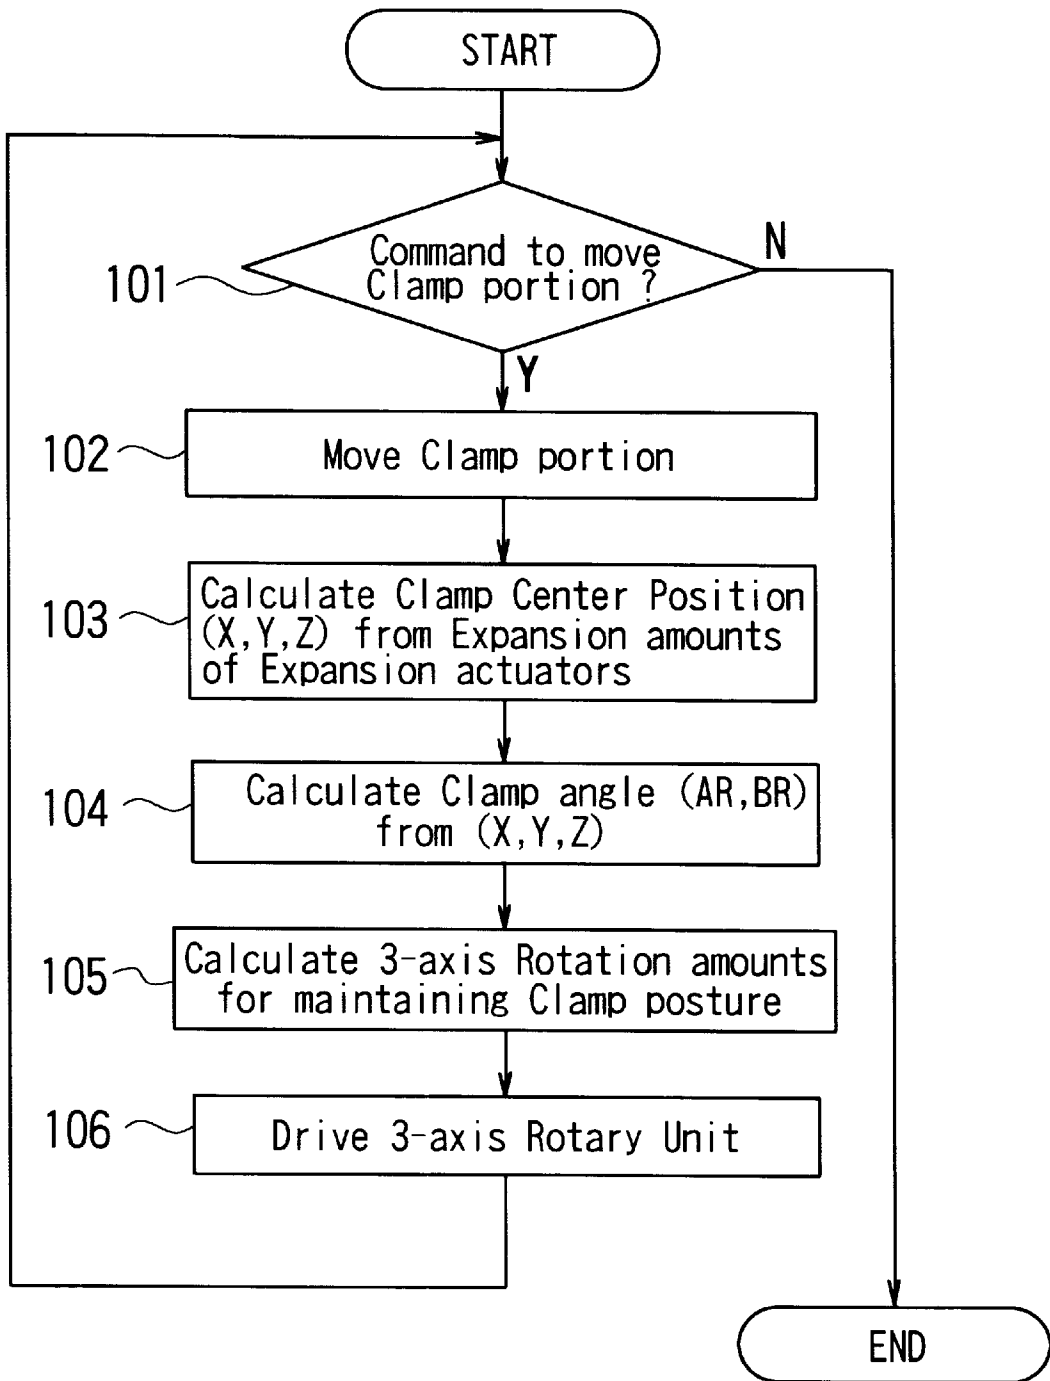 START
Command to move
Clamp portion ?
N
101
Y
102
Move Clamp portion
103
Calculate Clamp Center Position
(X,Y,Z) from Expansion amounts
of Expansion actuators
104
Calculate Clamp angle (AR,BR)
from (X,Y,Z)
105
Calculate 3-axis Rotation amounts
for maintaining Clamp posture
106
Drive 3-axis Rotary Unit
END